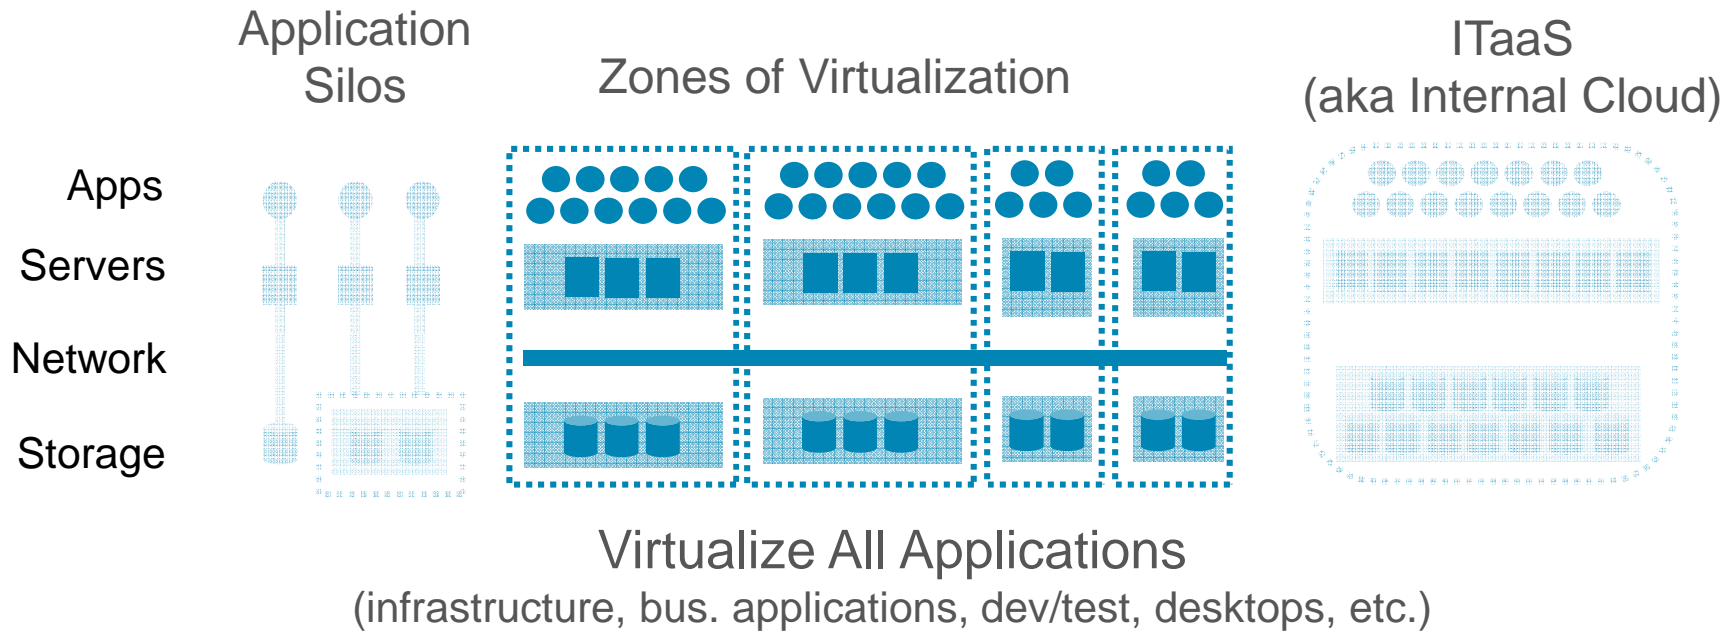 Application
Silos
Zones of Virtualization
ITaaS
(aka Internal Cloud)
Apps
Servers
Network
Storage
Virtualize All Applications
(infrastructure, bus. applications, dev/test, desktops, etc.)